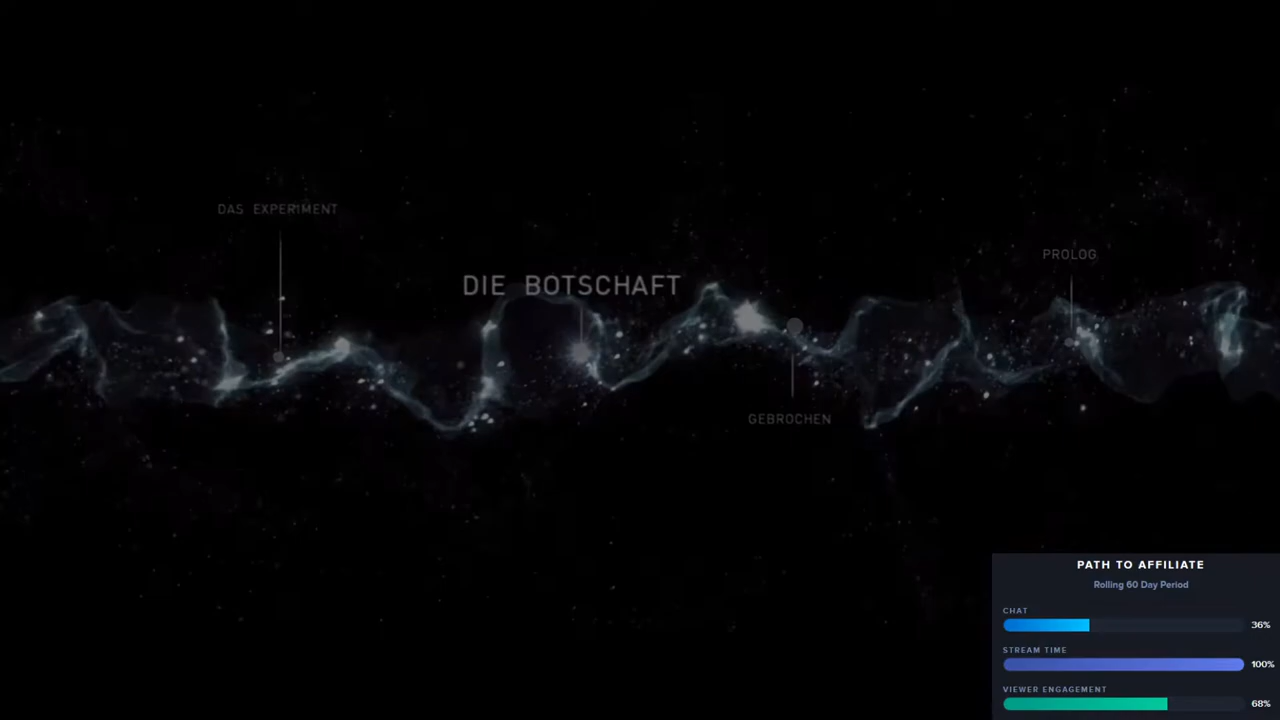 DAS EXPERIMENT
DIE BOTSCHAFT
PROLOG
GEBROCHEN
PATH TO AFFILIATE
Rolling 60 Day Period
CHAT
36%
STREAM TIME
100%
VIEWER ENGAGEMENT
68%